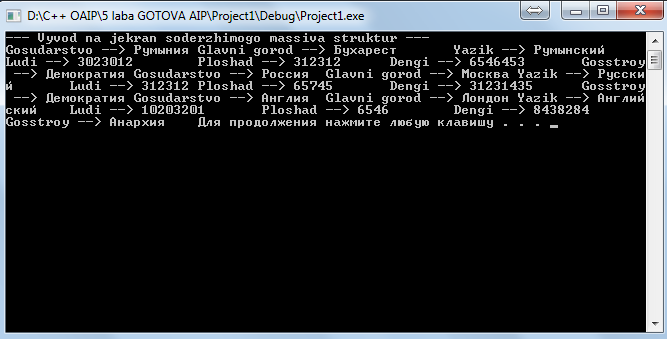 D:\C++ OAIP\5 laba GOTOVA AIP\Project1\Debug\Project1.exe
--- Vyvod na jekran soderzhimogo massiva struktur ---
Gosudarstvo --> Румыния Glavni gorod --> Бухарест Yazik --> Румынский
Ludi --> 3023012 Ploshad --> 312312 Dengi --> 6546453 Gosstroy
--> Демократия Gosudarstvo --> Россия Glavni gorod --> Москва Yazik --> Русски
й Ludi --> 312312 Ploshad --> 65745 Dengi --> 31231435 Gosstroy
--> Демократия Gosudarstvo --> Англия Glavni gorod --> Лондон Yazik --> Англий
ский Ludi --> 10203201 Ploshad --> 6546 Dengi --> 8438284
Gosstroy --> Анархия Для продолжения нажмите любую клавишу . . . _